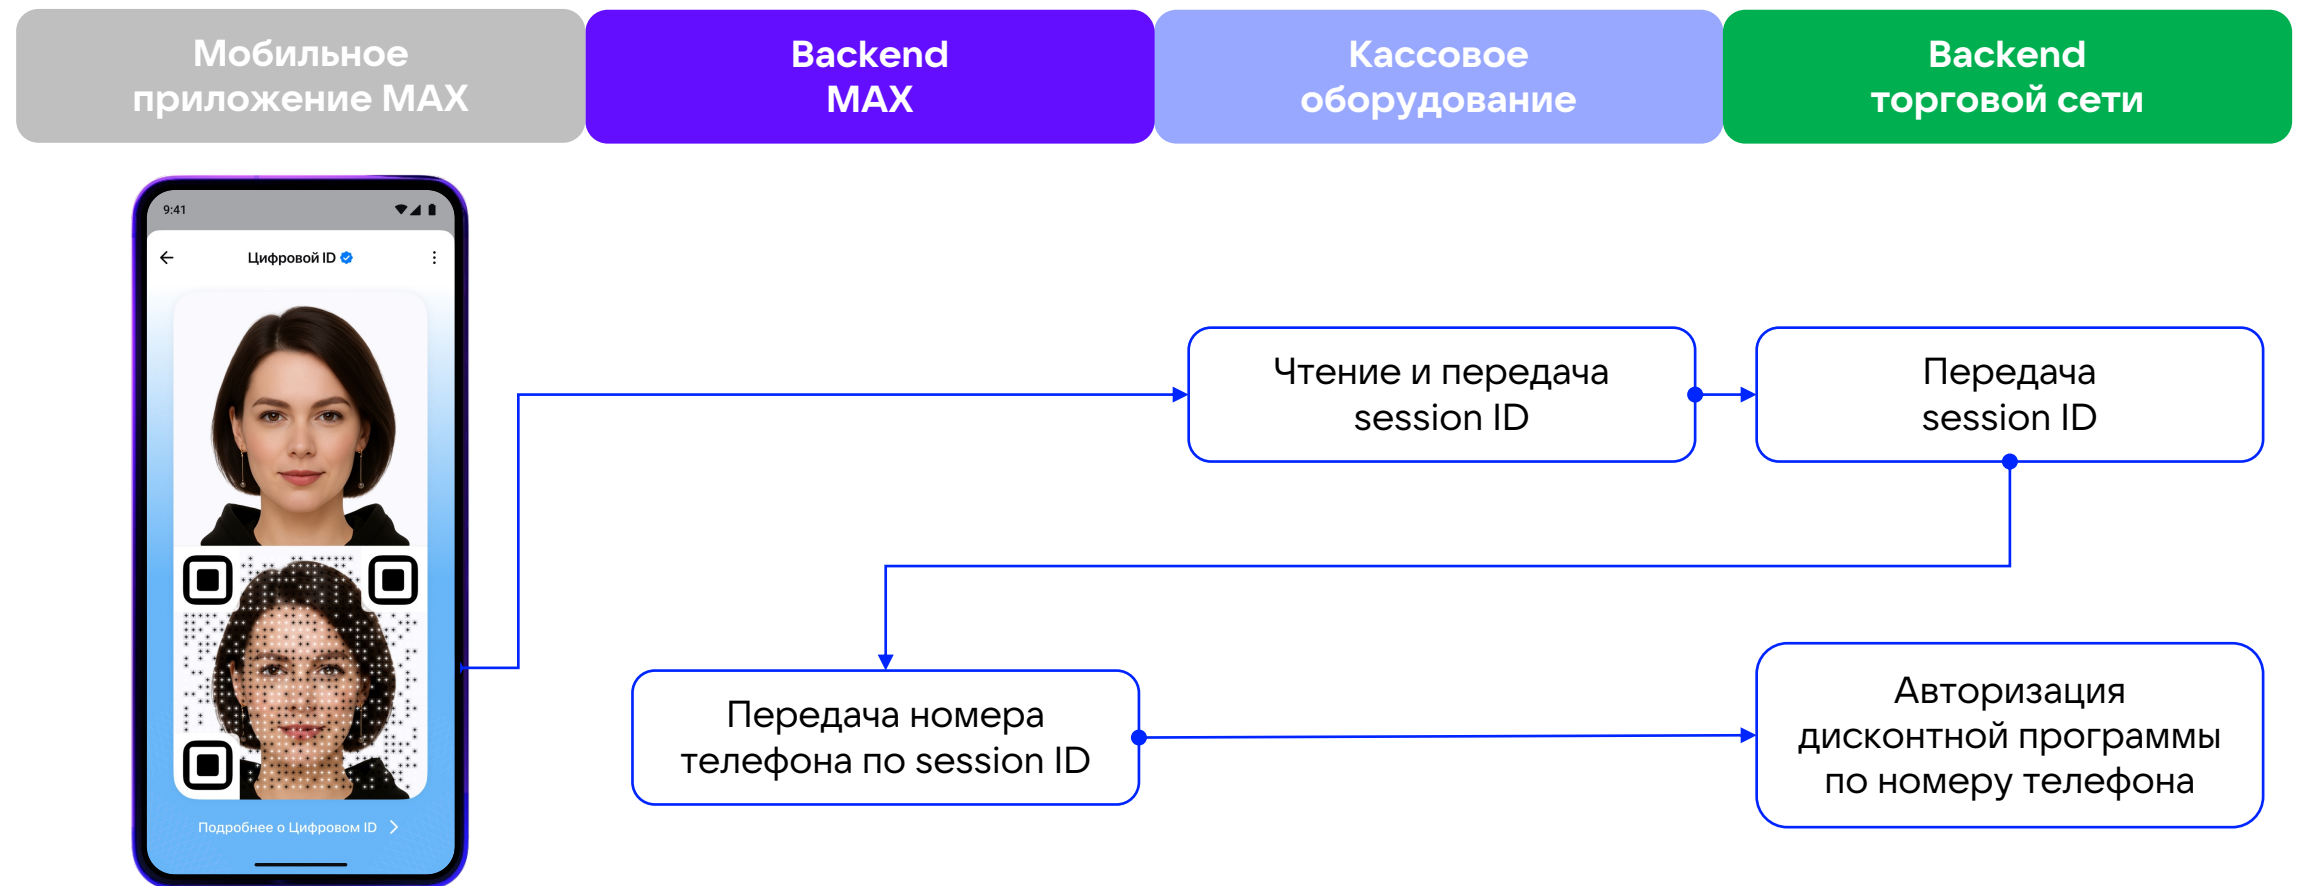 Мобильное
приложение MAX
Backend
MAX
Кассовое
оборудование
Backend
торговой сети
9:41
Цифровой ID
Подробнее о Цифровом ID
Чтение и передача
session ID
Передача
session ID
Передача номера
телефона по session ID
Авторизация
дисконтной программы
по номеру телефона